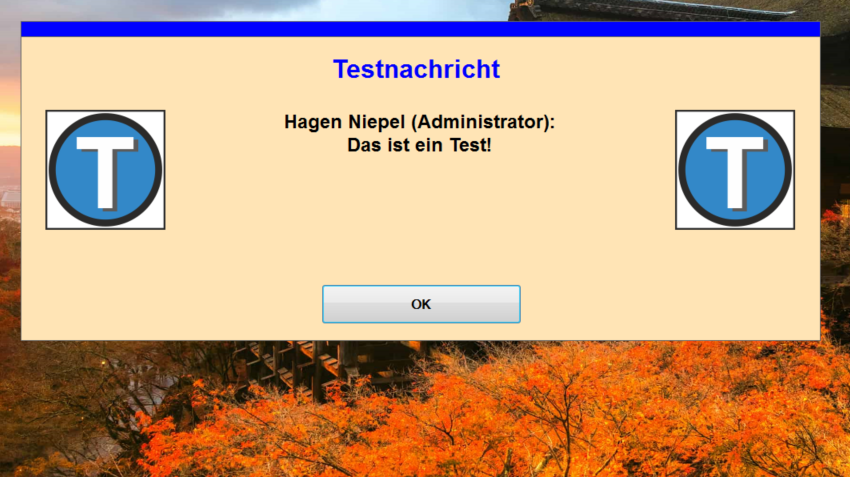 Testnachricht
Hagen Niepel (Administrator):
Das ist ein Test!
T
T
OK